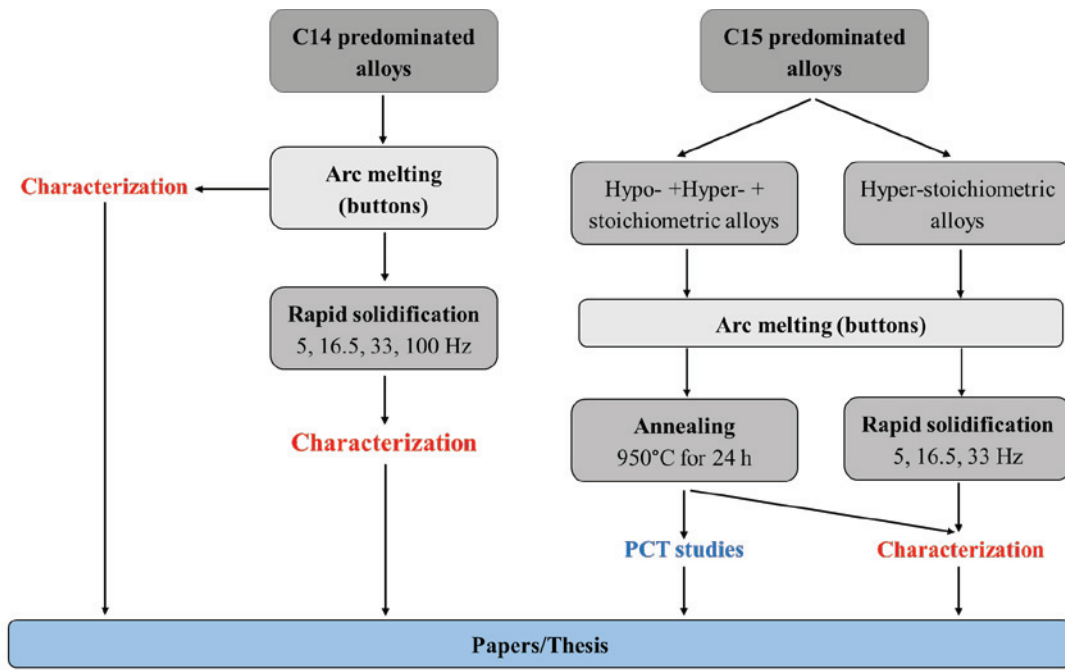 C14 predominated
alloys
C15 predominated
alloys
Characterization
Arc melting
(buttons)
Hypo- +Hyper- +
stoichiometric alloys
Hyper-stoichiometric
alloys
Rapid solidification
5, 16.5, 33, 100 Hz
Arc melting (buttons)
Characterization
Annealing
950°C for 24 h
Rapid solidification
5, 16.5, 33 Hz
PCT studies
Characterization
Papers/Thesis